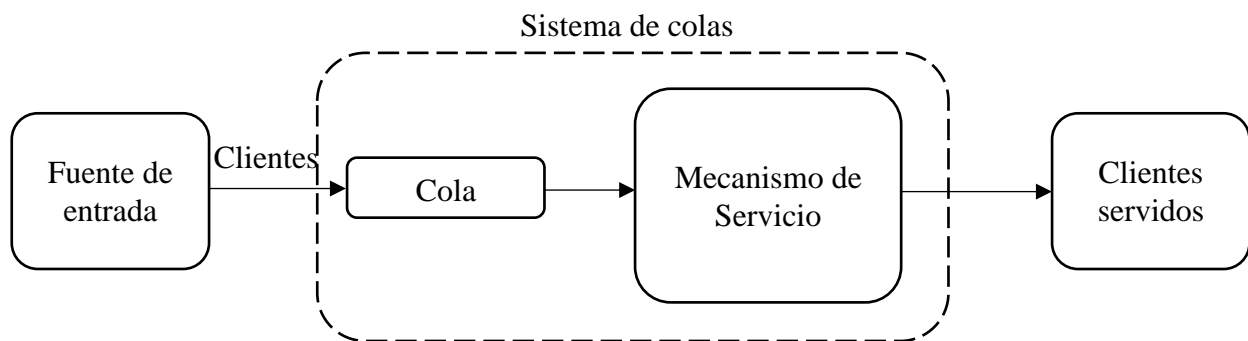 Sistema de colas
Fuente de
entrada
Clientes
Cola
Mecanismo de
Servicio
Clientes
servidos